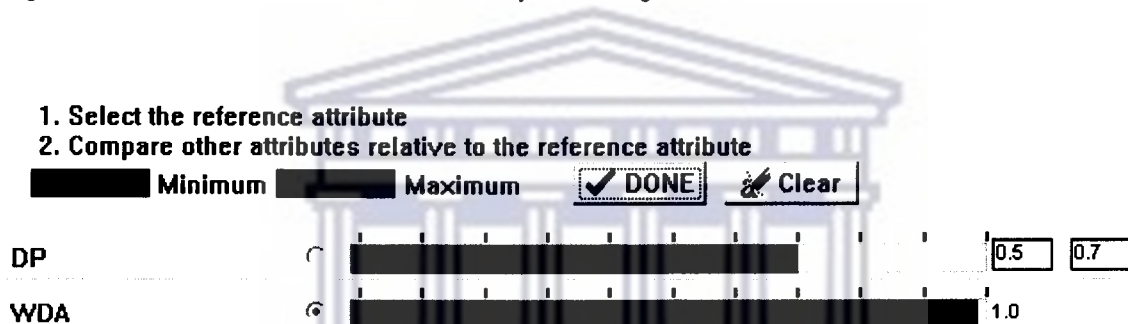 1. Select the reference attribute
2. Compare other attributes relative to the reference attribute
Minimum Maximum DONE Clear
DP 0.5 0.7
WDA 1.0